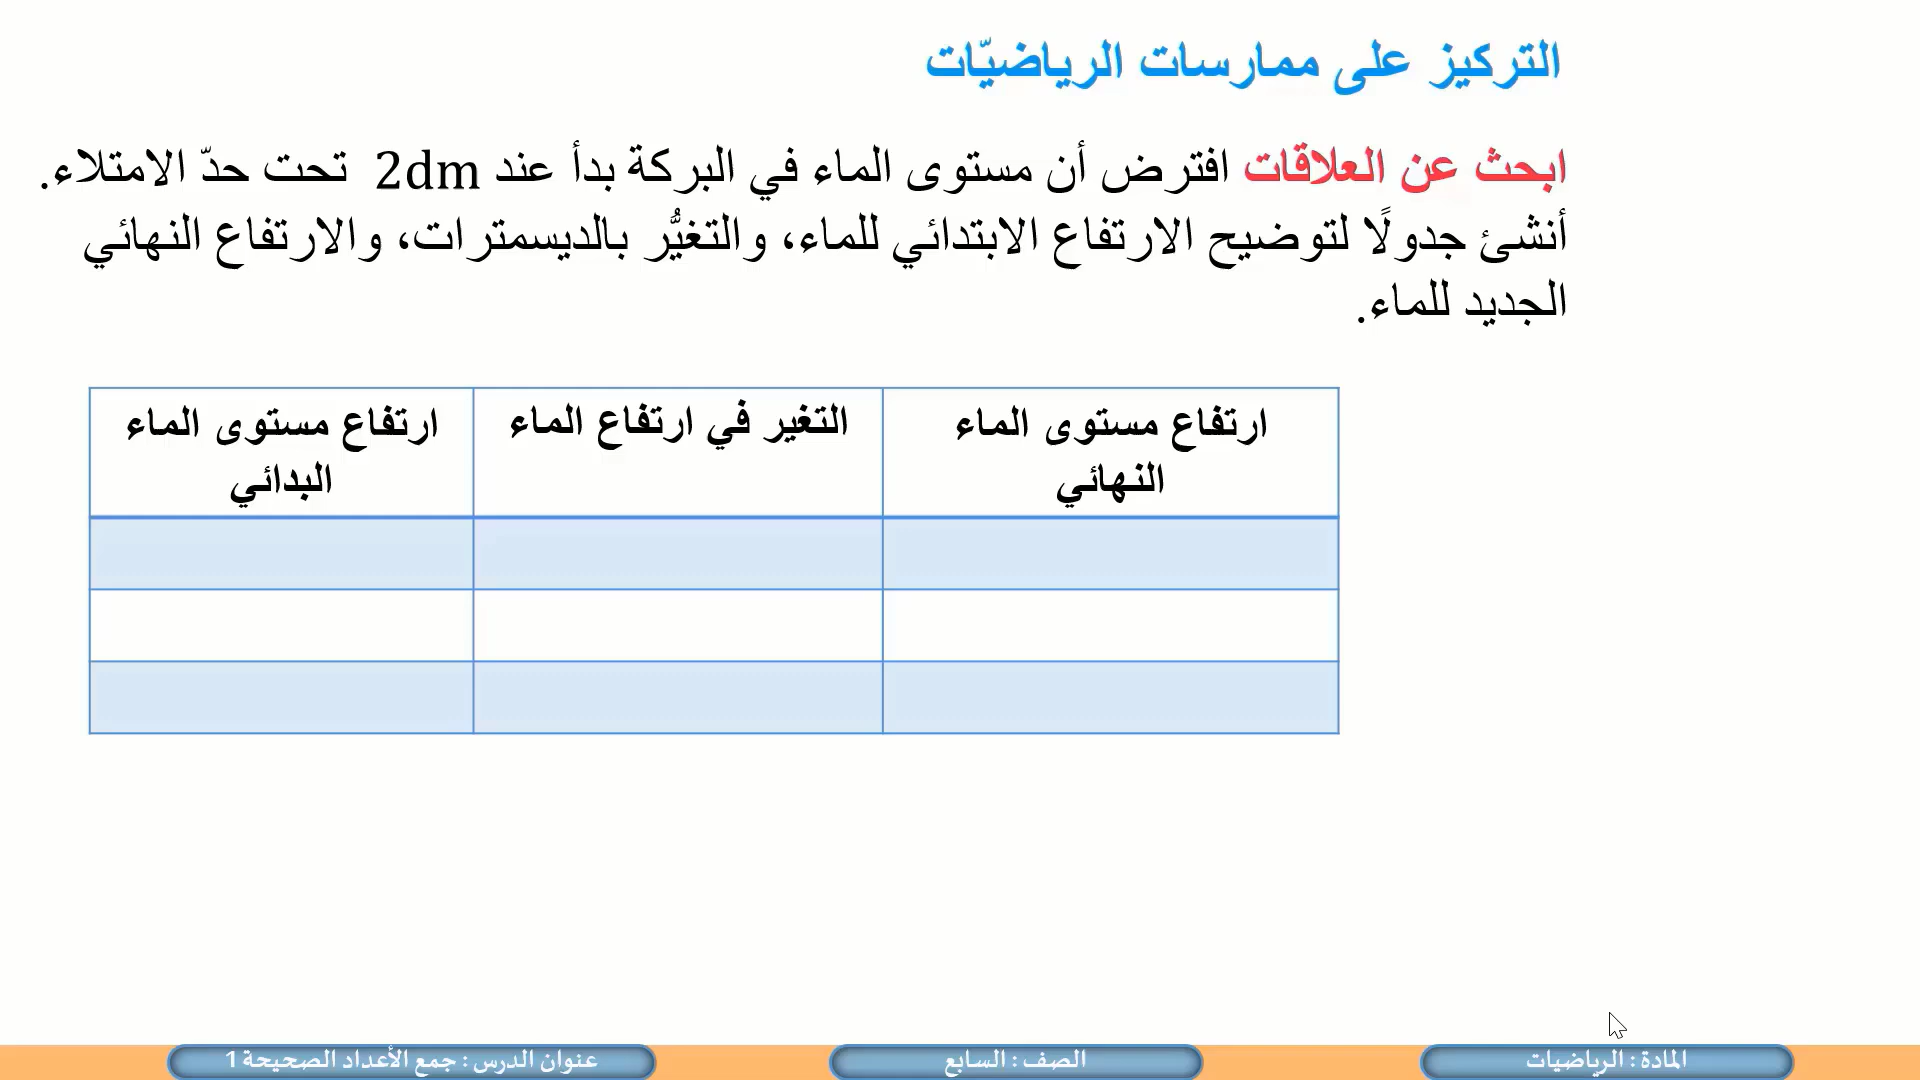 التركيز على ممارسات الرياضيّات
ابحث عن العلاقات افترض أن مستوى الماء في البركة بدأ عند 2dm تحت حدّ الامتلاء.
أنشئ جدولًا لتوضيح الارتفاع الابتدائي للماء، والتغيُّر بالديسمترات، والارتفاع النهائي
الجديد للماء.
ارتفاع مستوى الماء
النهائي
التغير في ارتفاع الماء
ارتفاع مستوى الماء
البدائي
المادة : الرياضيات
الصف : السابع
عنوان الدرس : جمع الأعداد الصحيحة 1